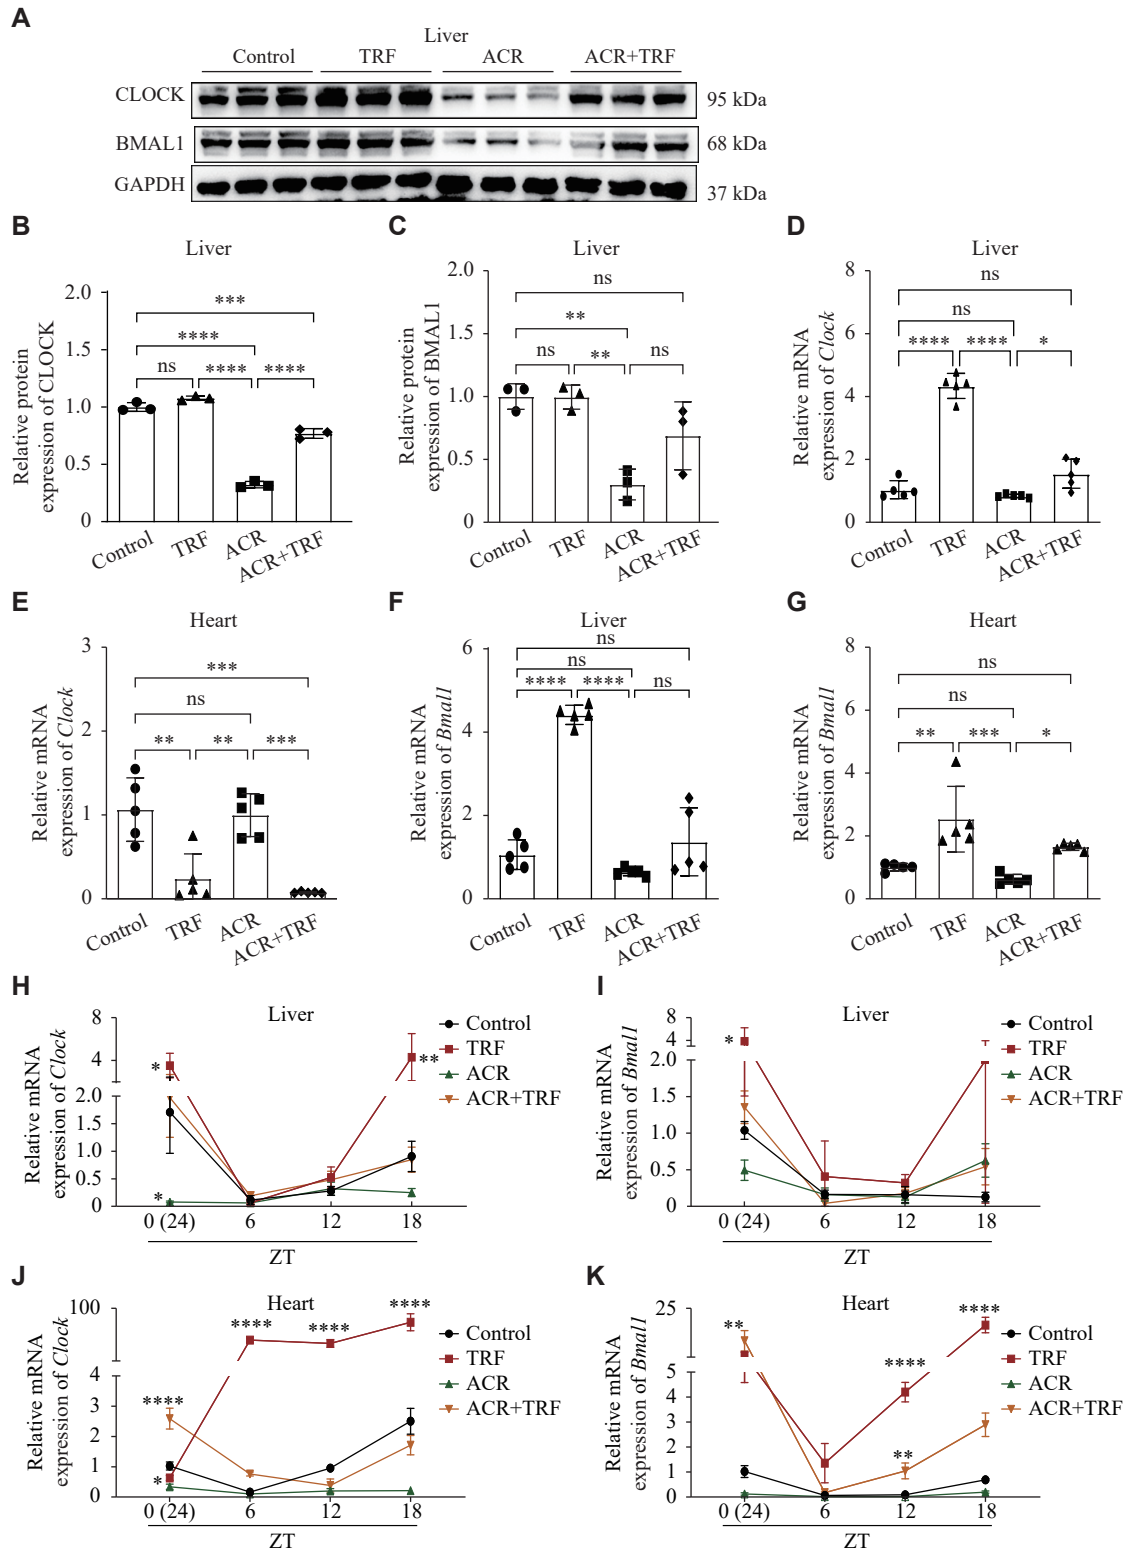 A
Liver
Control TRF ACR ACR+TRF
CLOCK 95 kDa
BMAL1 68 kDa
GAPDH 37 kDa
B
Liver
Relative protein
expression of CLOCK
2.0
1.5
1.0
0.5
0
***
****
ns **** ****
Control TRF ACR ACR+TRF
C
Liver
Relative protein
expression of BMAL1
2.0
1.5
1.0
0.5
0
ns
**
ns ** ns
Control TRF ACR ACR+TRF
D
Liver
Relative mRNA
expression of Clock
8
6
4
2
0
ns
ns
**** **** *
Control TRF ACR ACR+TRF
E
Heart
Relative mRNA
expression of Clock
3
2
1
0
***
ns
** ** ***
Control TRF ACR ACR+TRF
F
Liver
Relative mRNA
expression of Bmal1
6
4
2
0
ns
ns
**** **** ns
Control TRF ACR ACR+TRF
G
Heart
Relative mRNA
expression of Bmal1
8
6
4
2
0
ns
ns
** *** *
Control TRF ACR ACR+TRF
H
Liver
Relative mRNA
expression of Clock
8
4
2.0
1.5
1.0
0.5
0
*
**
*
0 (24) 6 12 18
ZT
Control
TRF
ACR
ACR+TRF
I
Liver
Relative mRNA
expression of Bmal1
8
4
2.0
1.5
1.0
0.5
0
*
0 (24) 6 12 18
ZT
Control
TRF
ACR
ACR+TRF
J
Heart
Relative mRNA
expression of Clock
100
4
3
2
1
0
**** **** ****
****
*
0 (24) 6 12 18
ZT
Control
TRF
ACR
ACR+TRF
K
Heart
Relative mRNA
expression of Bmal1
25
5
5
4
3
2
1
0
** ****
****
**
0 (24) 6 12 18
ZT
Control
TRF
ACR
ACR+TRF